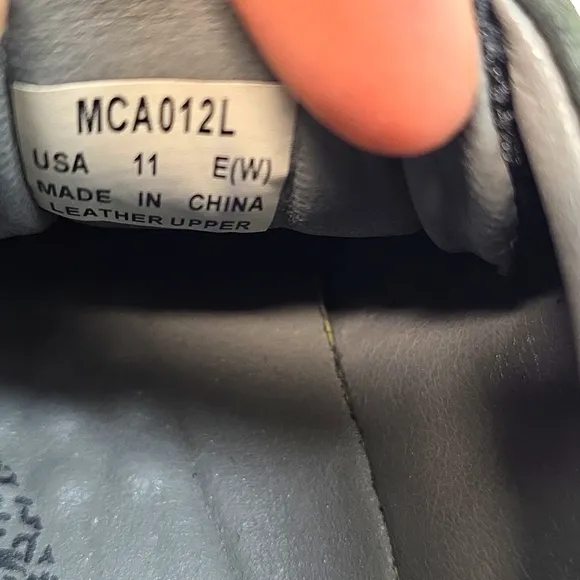 MCA012L
USA 11 E(W)
MADE IN CHINA
LEATHER UPPER